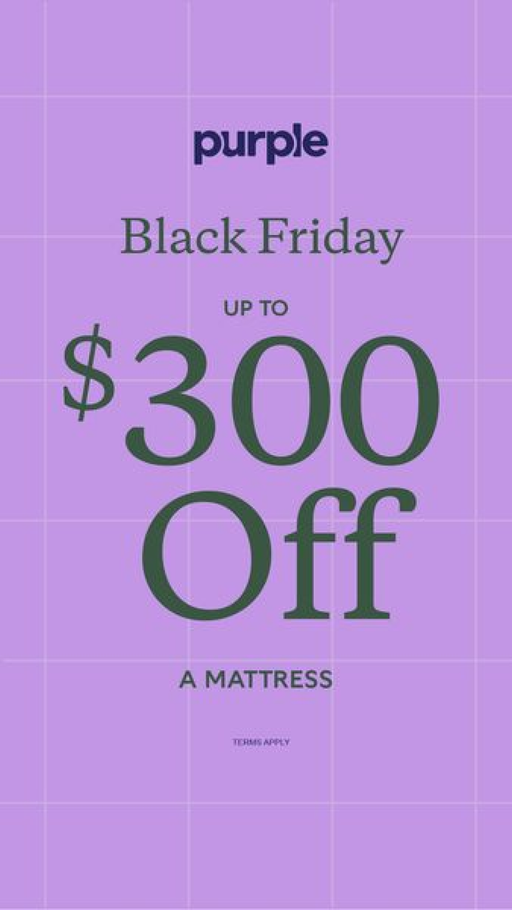 purple
Black Friday
UP TO
$300
Off
A MATTRESS
TERMS APPLY